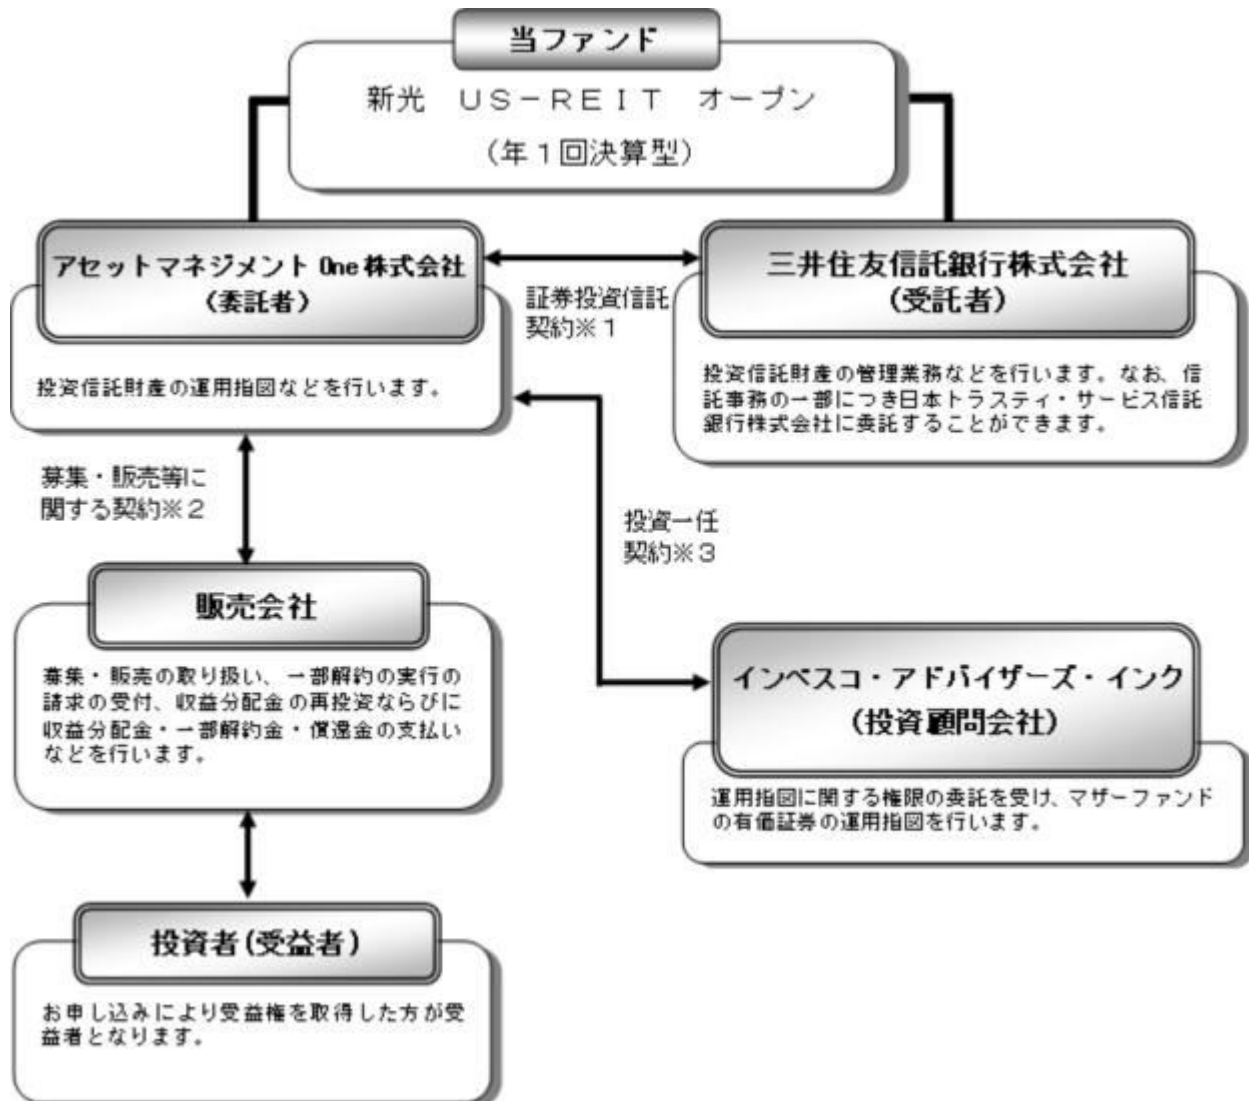 当ファンド
新光　ＵＳ－ＲＥＩＴ　オープン
（年１回決算型）
アセットマネジメント One 株式会社
（委託者）
投資信託財産の運用指図などを行います。
証券投資信託
契約※１
三井住友信託銀行株式会社
（受託者）
投資信託財産の管理業務などを行います。なお、信
託事務の一部につき日本トラスティ・サービス信託
銀行株式会社に委託することができます。
募集・販売等に
関する契約※２
投資一任
契約※３
販売会社
募集・販売の取り扱い、一部解約の実行の
請求の受付、収益分配金の再投資ならびに
収益分配金・一部解約金・償還金の支払い
などを行います。
インベスコ・アドバイザーズ・インク
（投資顧問会社）
運用指図に関する権限の委託を受け、マザーファンド
の有価証券の運用指図を行います。
投資者（受益者）
お申し込みにより受益権を取得した方が受
益者となります。